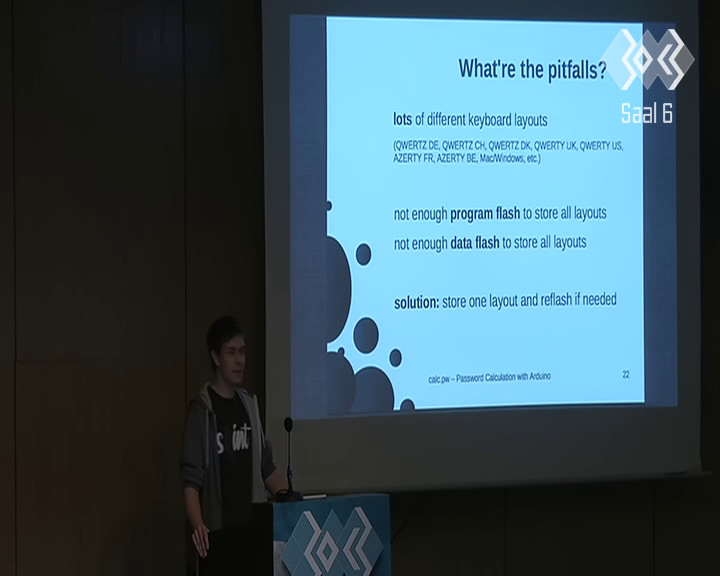 What're the pitfalls?
Saal 6
lots of different keyboard layouts
(QWERTZ DE, QWERTZ CH, QWERTZ DK, QWERTY UK, QWERTY US,
AZERTY FR, AZERTY BE, Mac/Windows, etc.)
not enough program flash to store all layouts
not enough data flash to store all layouts
solution: store one layout and reflash if needed
calc.pw – Password Calculation with Arduino
22